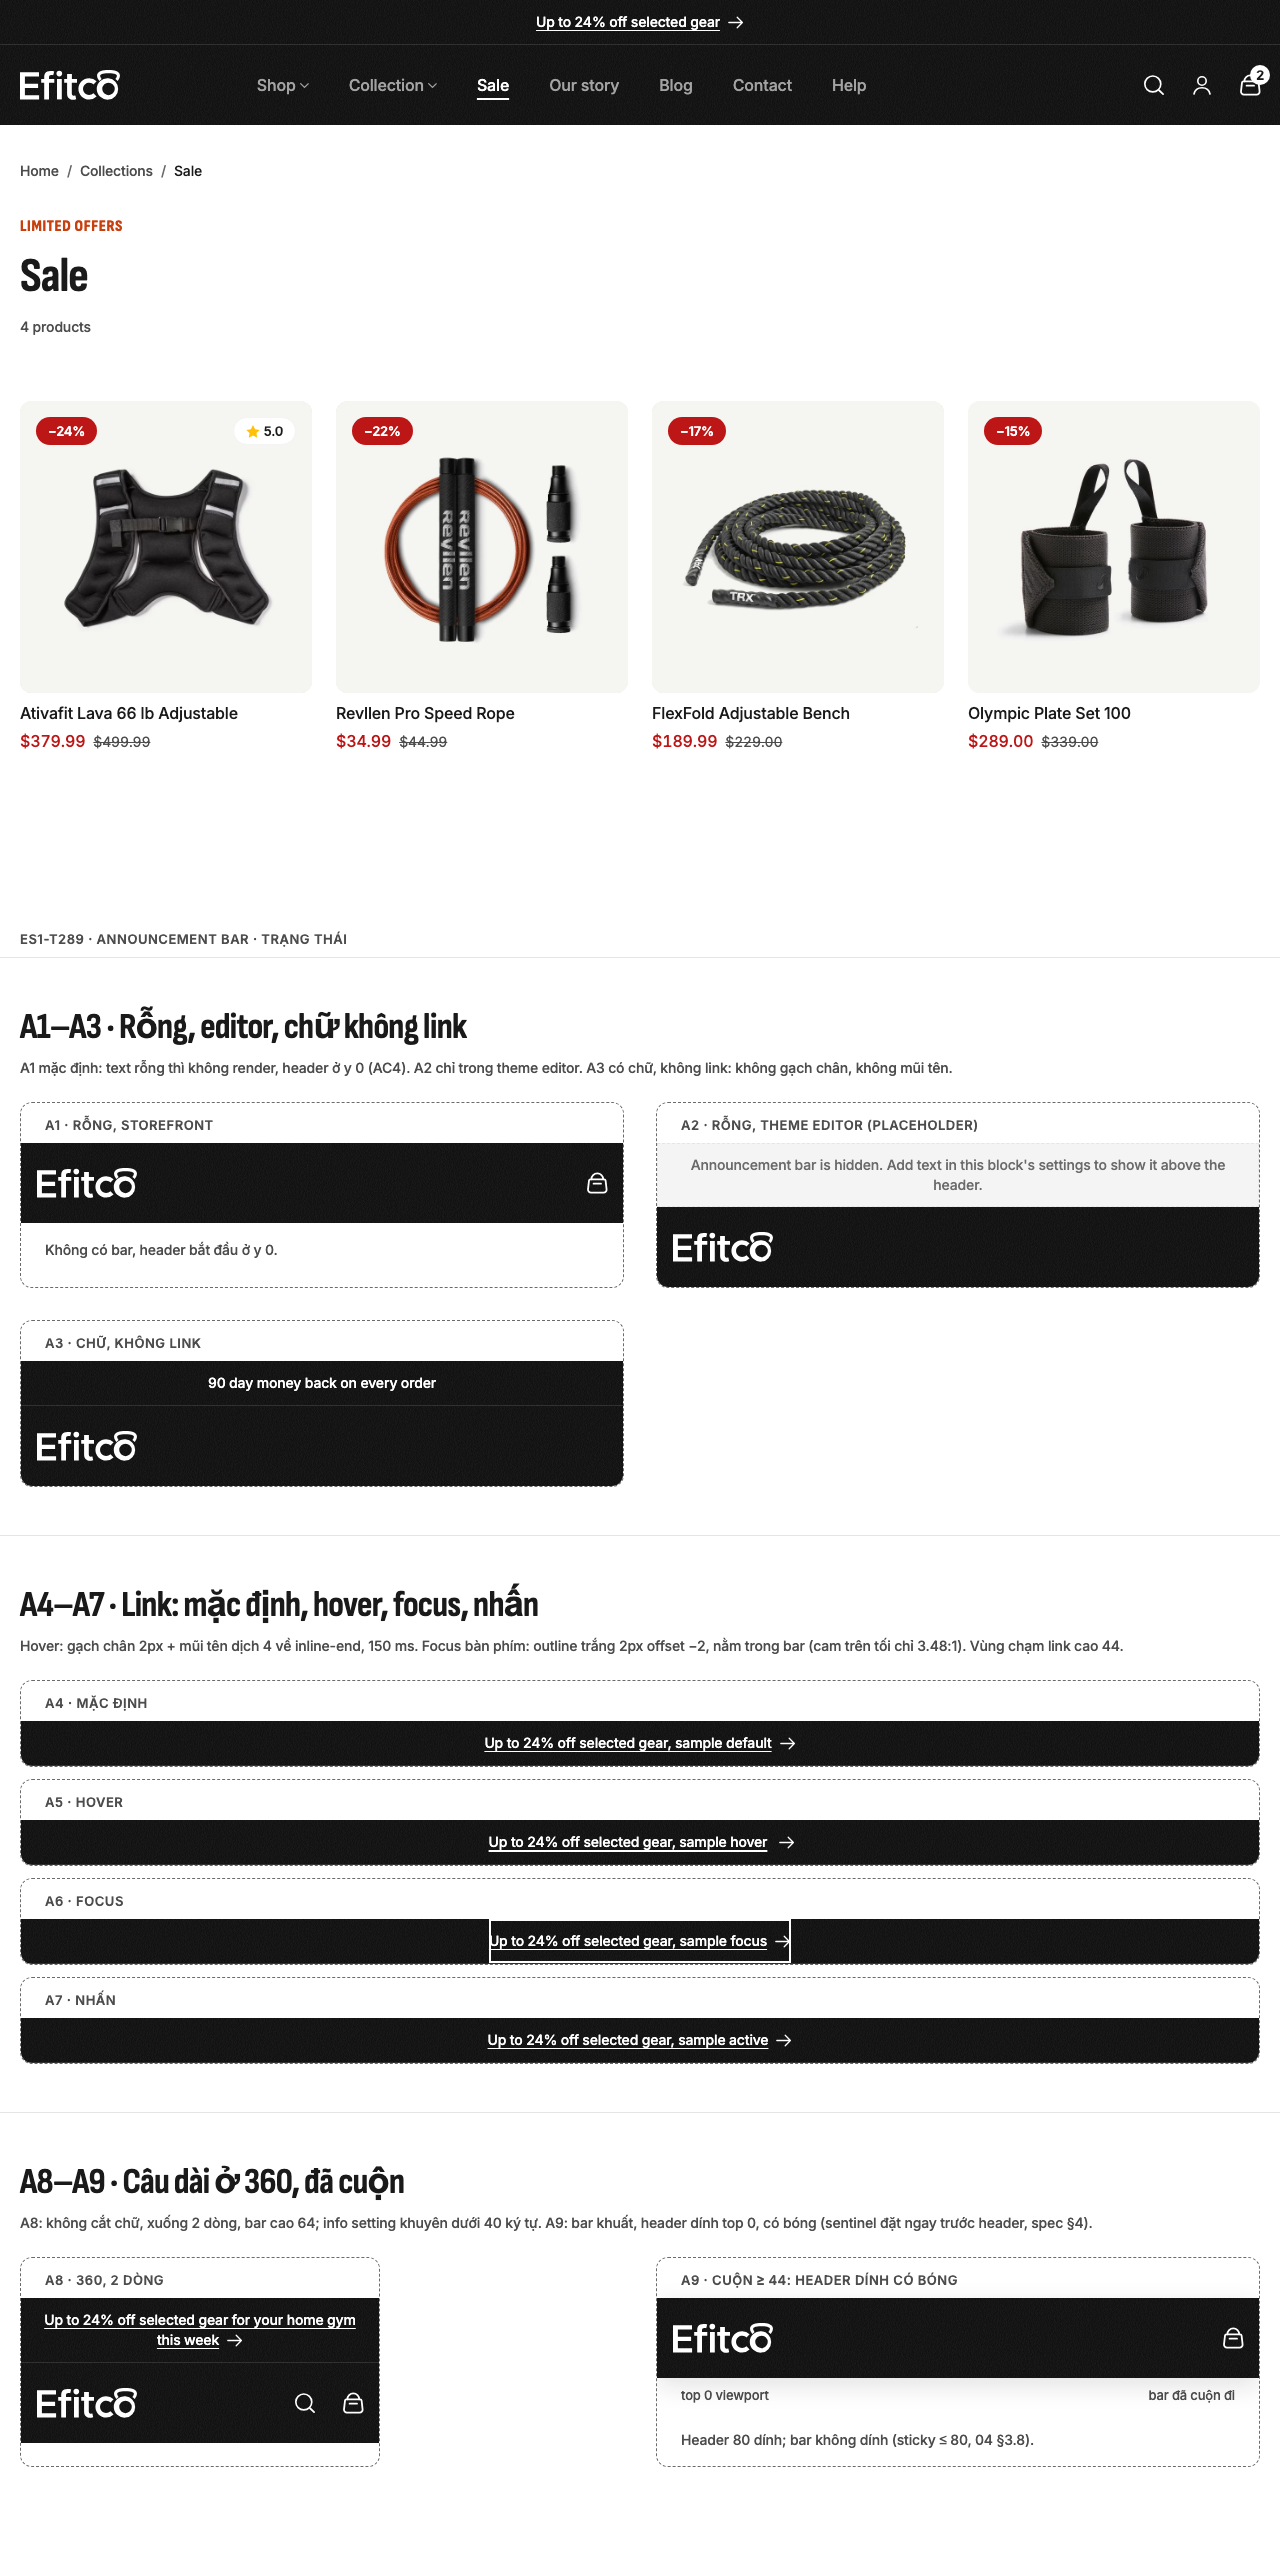 Up to 24% off selected gear
Efitco
Shop
Collection
Sale
Our story
Blog
Contact
Help
2
Home / Collections / Sale
LIMITED OFFERS
Sale
4 products
−24%
5.0
−22%
−17%
−15%
Revllen
Revllen
TRX
Ativafit Lava 66 lb Adjustable
$379.99 $499.99
Revllen Pro Speed Rope
$34.99 $44.99
FlexFold Adjustable Bench
$189.99 $229.00
Olympic Plate Set 100
$289.00 $339.00
ES1-T289 · ANNOUNCEMENT BAR · TRẠNG THÁI
A1–A3 · Rỗng, editor, chữ không link
A1 mặc định: text rỗng thì không render, header ở y 0 (AC4). A2 chỉ trong theme editor. A3 có chữ, không link: không gạch chân, không mũi tên.
A1 · RỖNG, STOREFRONT
Efitco
Không có bar, header bắt đầu ở y 0.
A2 · RỖNG, THEME EDITOR (PLACEHOLDER)
Announcement bar is hidden. Add text in this block's settings to show it above the
header.
Efitco
A3 · CHỮ, KHÔNG LINK
90 day money back on every order
Efitco
A4–A7 · Link: mặc định, hover, focus, nhấn
Hover: gạch chân 2px + mũi tên dịch 4 về inline-end, 150 ms. Focus bàn phím: outline trắng 2px offset −2, nằm trong bar (cam trên tối chỉ 3.48:1). Vùng chạm link cao 44.
A4 · MẶC ĐỊNH
Up to 24% off selected gear, sample default
A5 · HOVER
Up to 24% off selected gear, sample hover
A6 · FOCUS
Up to 24% off selected gear, sample focus
A7 · NHẤN
Up to 24% off selected gear, sample active
A8–A9 · Câu dài ở 360, đã cuộn
A8: không cắt chữ, xuống 2 dòng, bar cao 64; info setting khuyên dưới 40 ký tự. A9: bar khuất, header dính top 0, có bóng (sentinel đặt ngay trước header, spec §4).
A8 · 360, 2 DÒNG
Up to 24% off selected gear for your home gym
this week
Efitco
A9 · CUỘN ≥ 44: HEADER DÍNH CÓ BÓNG
Efitco
top 0 viewport
bar đã cuộn đi
Header 80 dính; bar không dính (sticky ≤ 80, 04 §3.8).